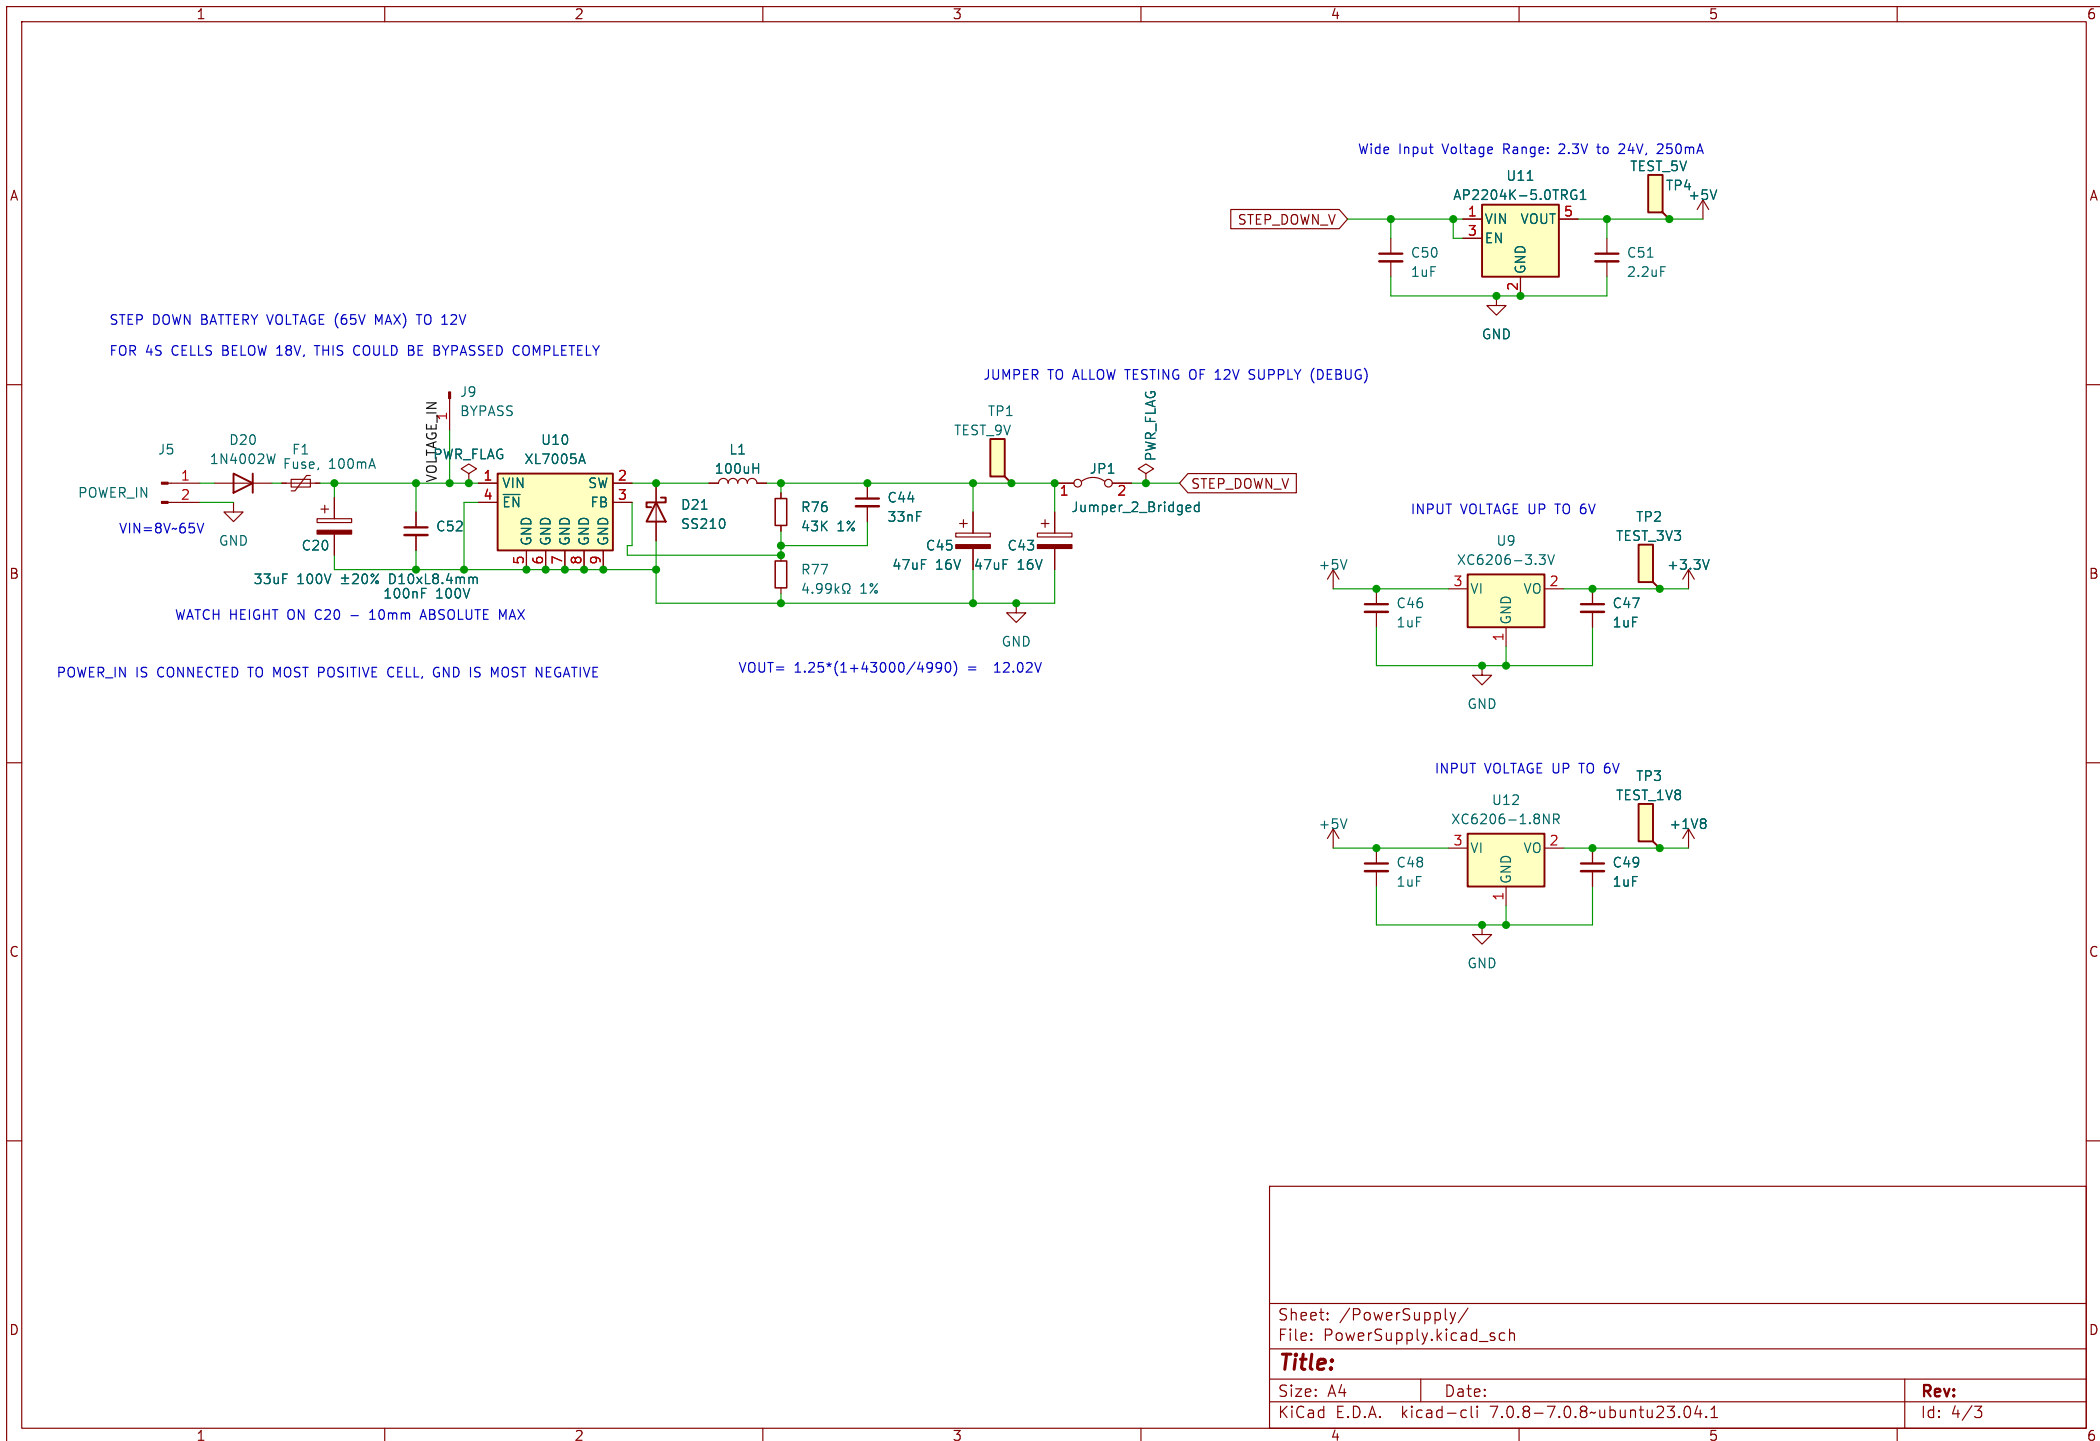 1 2 3 4 5 6
A A
B B
C C
D D
1 2 3 4 5 6
Wide Input Voltage Range: 2.3V to 24V, 250mA
TEST_5V
TP4
+5V
U11
AP2204K-5.0TRG1
STEP_DOWN_V
1 VIN VOUT 5
3 EN
GND
2
C50
1uF
C51
2.2uF
GND
STEP DOWN BATTERY VOLTAGE (65V MAX) TO 12V
FOR 4S CELLS BELOW 18V, THIS COULD BE BYPASSED COMPLETELY
JUMPER TO ALLOW TESTING OF 12V SUPPLY (DEBUG)
J5
1
2
POWER_IN
VIN=8V~65V
D20
1N4002W
GND
F1
Fuse, 100mA
VOLTAGE_IN
J9
BYPASS
1
PWR_FLAG
C20
33uF 100V ±20% D10xL8.4mm
C52
100nF 100V
WATCH HEIGHT ON C20 - 10mm ABSOLUTE MAX
U10
XL7005A
1 VIN SW 2
4 EN FB 3
GND GND GND GND GND
5 6 7 8 9
D21
SS210
L1
100uH
R76
43K 1%
R77
4.99kΩ 1%
C44
33nF
TP1
TEST_9V
C45
47uF 16V
C43
47uF 16V
GND
JP1
1 2
Jumper_2_Bridged
PWR_FLAG
STEP_DOWN_V
POWER_IN IS CONNECTED TO MOST POSITIVE CELL, GND IS MOST NEGATIVE
VOUT= 1.25*(1+43000/4990) = 12.02V
INPUT VOLTAGE UP TO 6V
TP2
TEST_3V3
U9
XC6206-3.3V
+5V
+3.3V
3 VI VO 2
GND
1
C46
1uF
C47
1uF
GND
INPUT VOLTAGE UP TO 6V
TP3
TEST_1V8
U12
XC6206-1.8NR
+5V
+1V8
3 VI VO 2
GND
1
C48
1uF
C49
1uF
GND
Sheet: /PowerSupply/
File: PowerSupply.kicad_sch
Title:
Size: A4 Date: Rev:
KiCad E.D.A. kicad-cli 7.0.8-7.0.8~ubuntu23.04.1 Id: 4/3